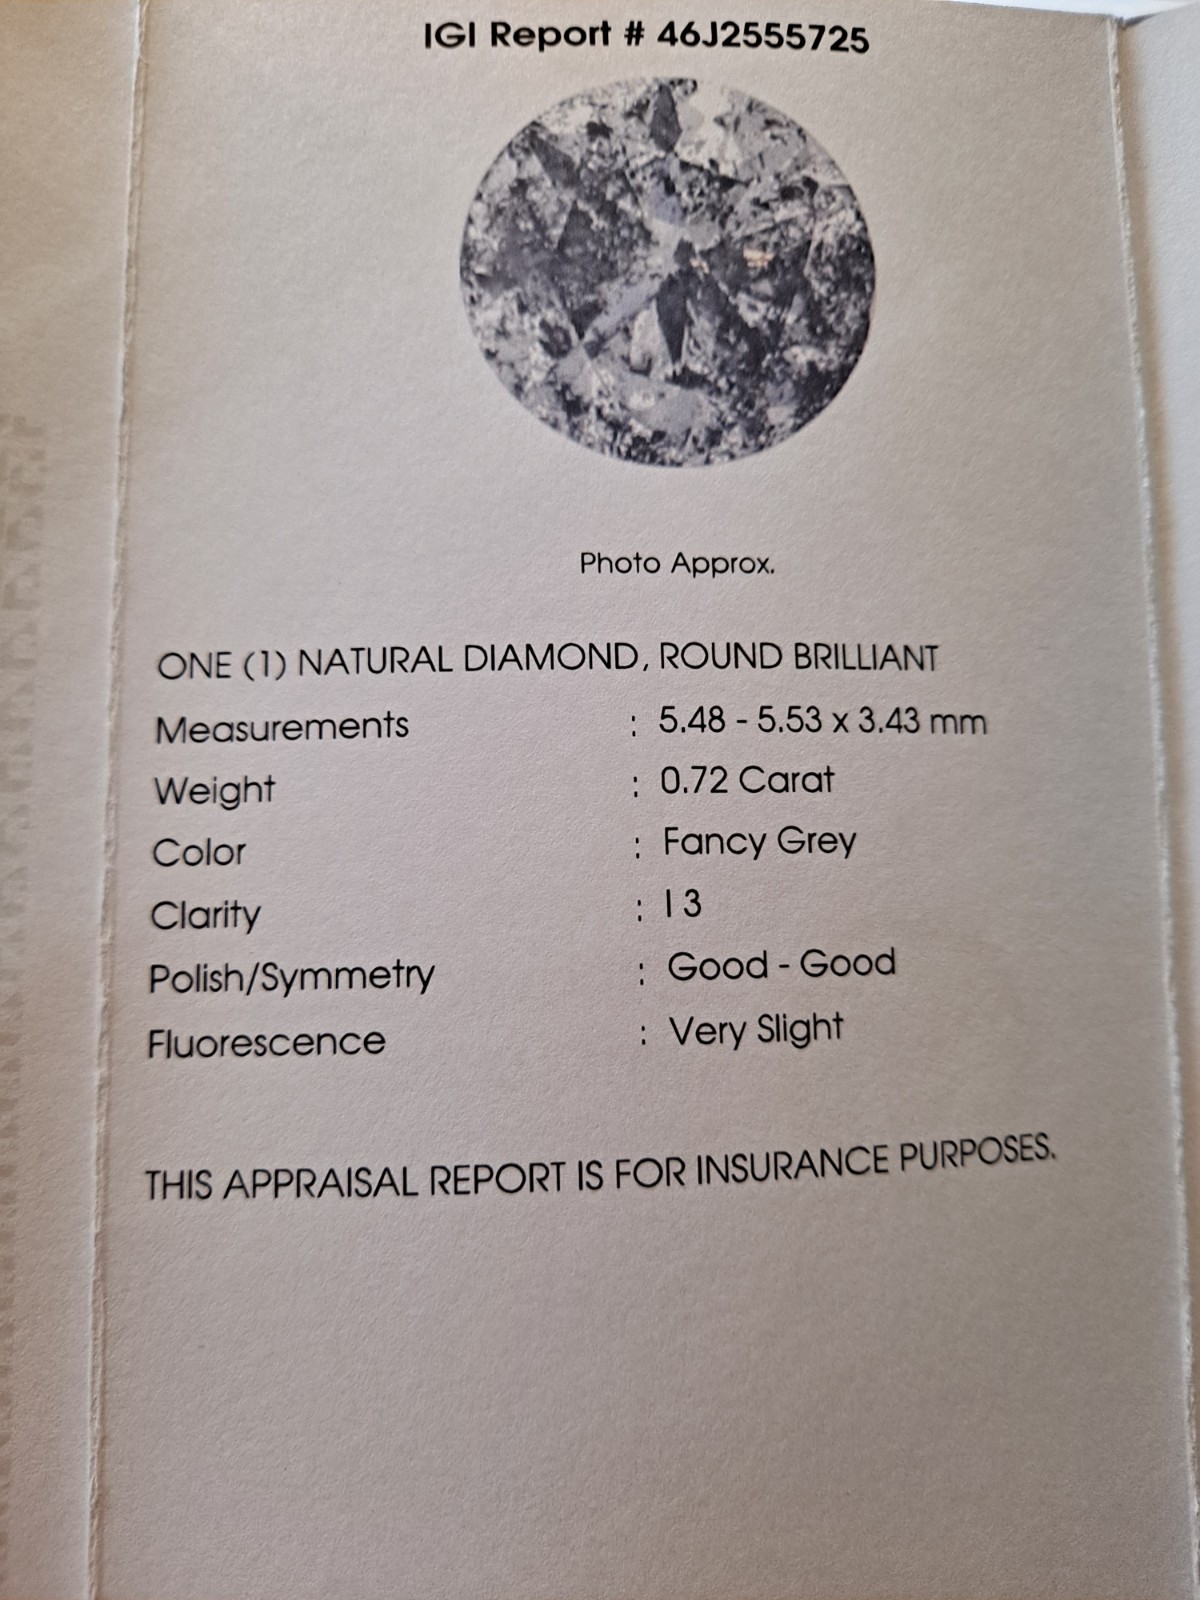 IGI Report # 46J2555725
Photo Approx.
ONE (1) NATURAL DIAMOND, ROUND BRILLIANT
Measurements : 5.48 - 5.53 x 3.43 mm
Weight : 0.72 Carat
Color : Fancy Grey
Clarity : I 3
Polish/Symmetry : Good - Good
Fluorescence : Very Slight
THIS APPRAISAL REPORT IS FOR INSURANCE PURPOSES.